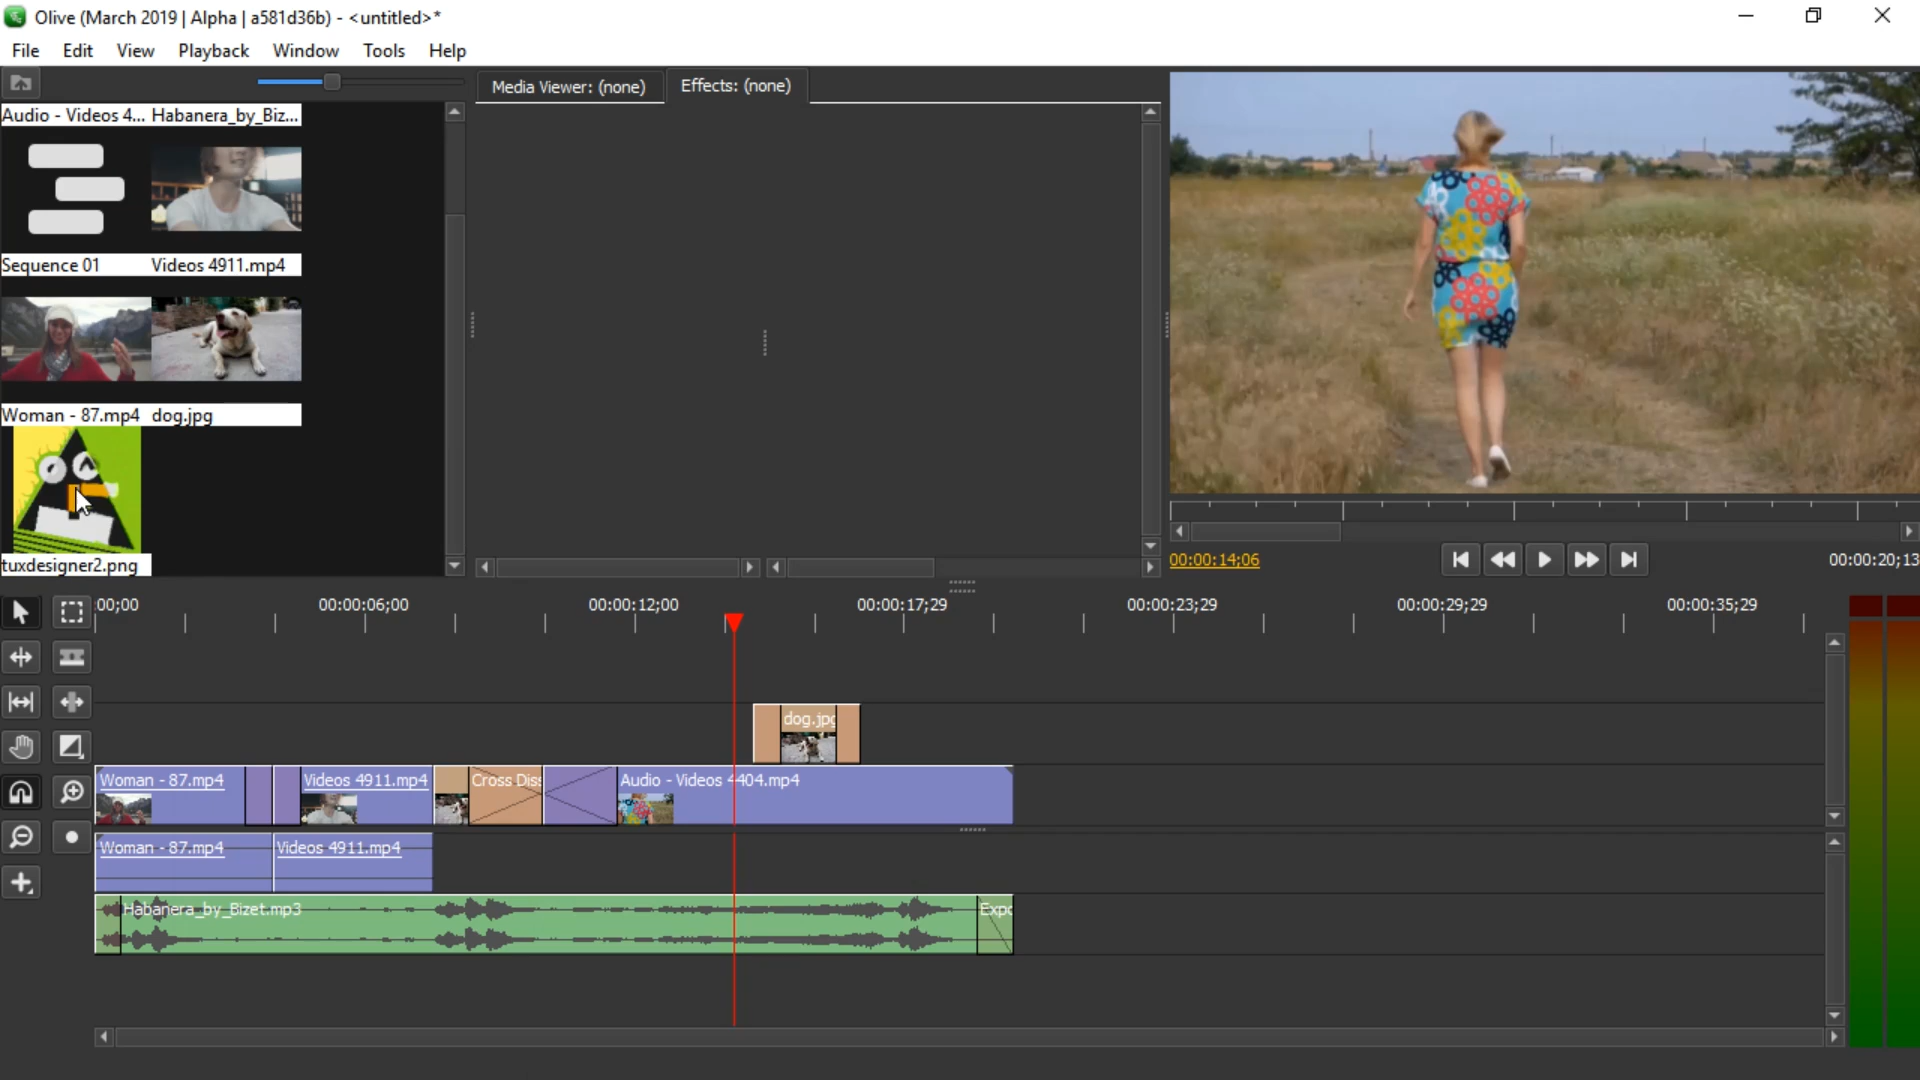 Olive (March 2019 | Alpha | a581d36b) - <untitled>*
File Edit View Playback Window Tools Help
Media Viewer: (none) Effects: (none)
Audio - Videos 4... Habanera_by_Biz...
Sequence 01 Videos 4911.mp4
Woman - 87.mp4 dog.jpg
tuxdesigner2.png
00:00:14;06 00:00:20;13
:00;00 00:00:06;00 00:00:12;00 00:00:17;29 00:00:23;29 00:00:29;29 00:00:35;29
dog.jpg
Woman - 87.mp4 Videos 4911.mp4 Cross Diss Audio - Videos 4404.mp4
Woman - 87.mp4 Videos 4911.mp4
Habanera_by_Bizet.mp3 Expo